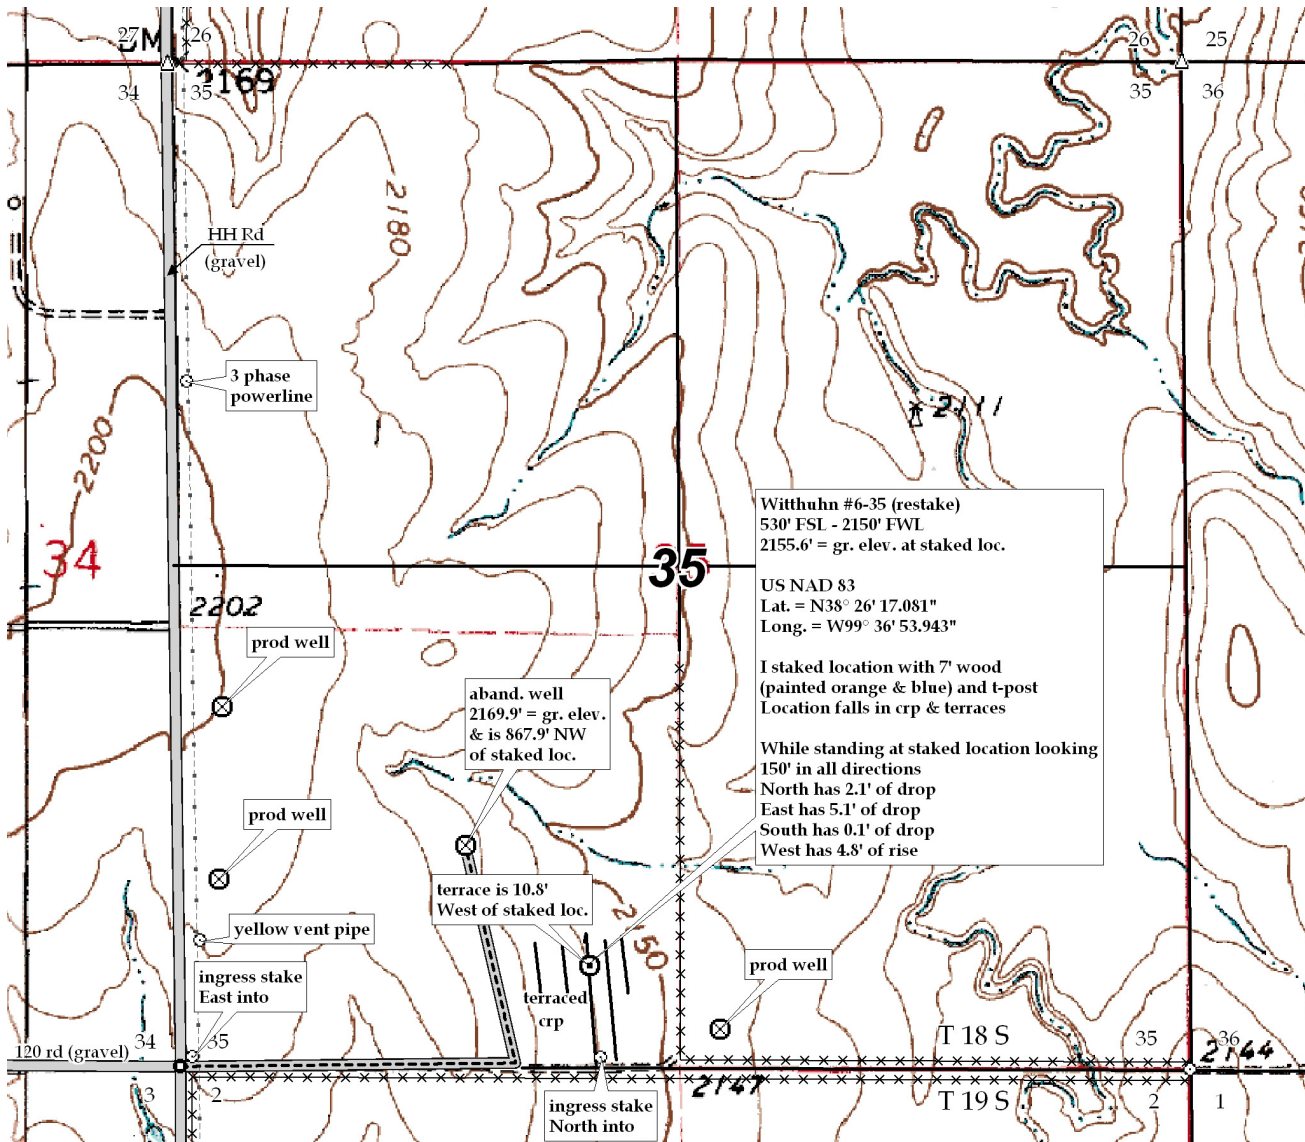 27
26
26
25
BM
2169
34
35
35
36
2180
HH Rd
(gravel)
3 phase
powerline
2111
2200
Witthuhn #6-35 (restake)
530' FSL - 2150' FWL
2155.6' = gr. elev. at staked loc.
US NAD 83
Lat. = N38° 26' 17.081"
Long. = W99° 36' 53.943"
I staked location with 7' wood
(painted orange & blue) and t-post
Location falls in crp & terraces
While standing at staked location looking
150' in all directions
North has 2.1' of drop
East has 5.1' of drop
South has 0.1' of drop
West has 4.8' of rise
34
35
2202
prod well
aband. well
2169.9' = gr. elev.
& is 867.9' NW
of staked loc.
prod well
terrace is 10.8'
West of staked loc.
2150
yellow vent pipe
prod well
ingress stake
East into
terraced
crp
34
35
T 18 S
35
36
120 rd (gravel)
2144
2147
3
2
ingress stake
North into
T 19 S
2
1